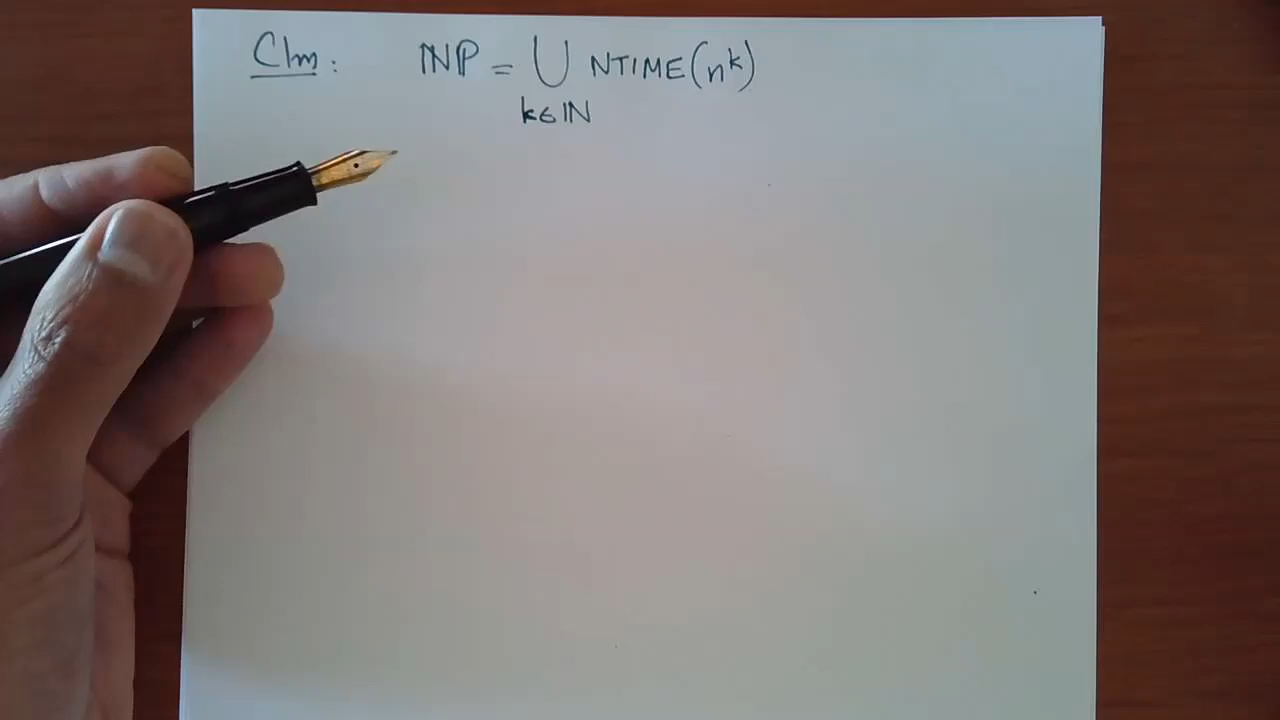 Clm: NP = ⋃ NTIME(n^k)
k∈ℕ